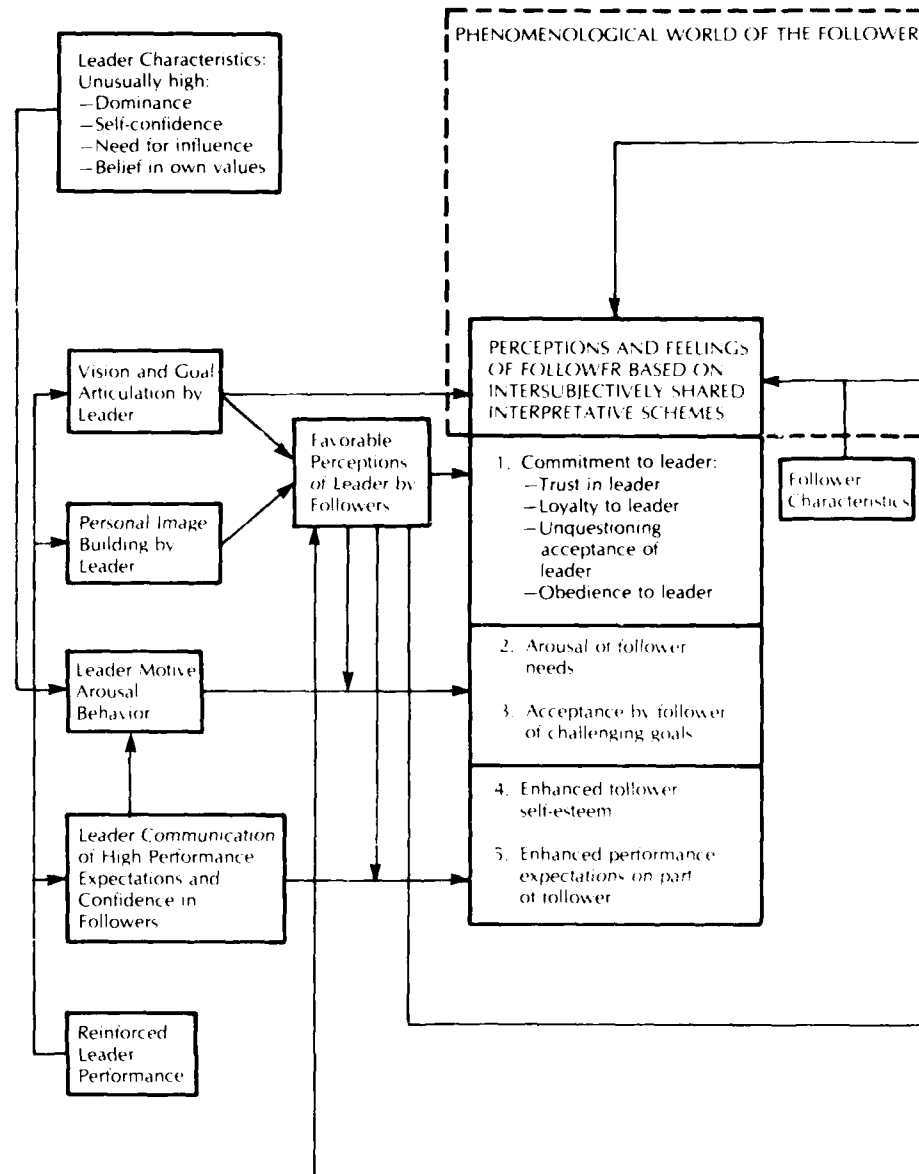 PHENOMENOLOGICAL WORLD OF THE FOLLOWER
Leader Characteristics:
Unusually high:
—Dominance
—Self-confidence
—Need for influence
—Belief in own values
Vision and Goal
Articulation by
Leader
Favorable
Perceptions
of Leader by
Followers
Personal Image
Building by
Leader
PERCEPTIONS AND FEELINGS
OF FOLLOWER BASED ON
INTERSUBJECTIVELY SHARED
INTERPRETATIVE SCHEMES
1. Commitment to leader:
—Trust in leader
—Loyalty to leader
—Unquestioning
acceptance of
leader
—Obedience to leader
Follower
Characteristics
Leader Motive
Arousal
Behavior
2. Arousal of follower
needs
3. Acceptance by follower
of challenging goals
Leader Communication
of High Performance
Expectations and
Confidence in
Followers
4. Enhanced follower
self-esteem
5. Enhanced performance
expectations on part
of follower
Reinforced
Leader
Performance